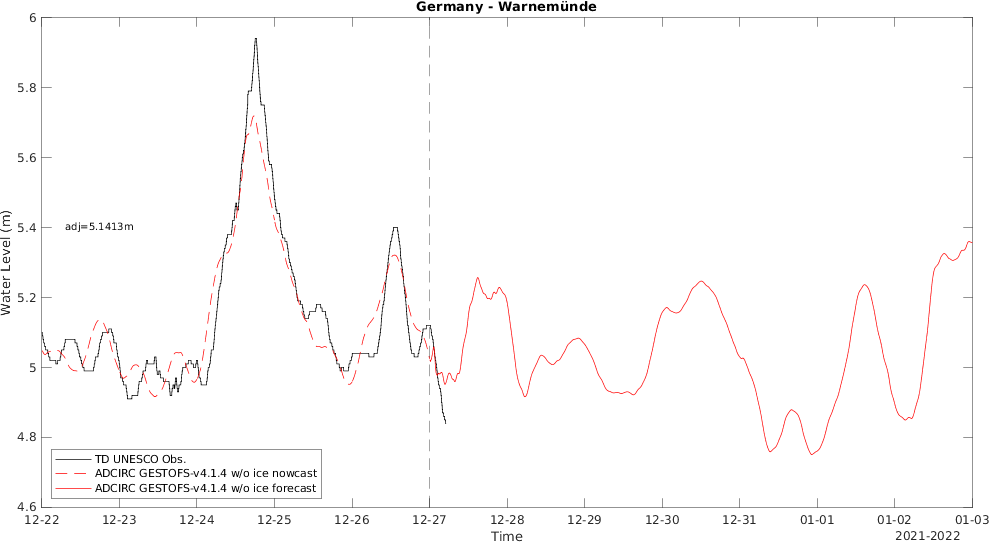 Germany - Warnemünde
6
5.8
5.6
5.4
5.2
5
4.8
4.6
Water Level (m)
adj=5.1413m
TD UNESCO Obs.
ADCIRC GESTOFS-v4.1.4 w/o ice nowcast
ADCIRC GESTOFS-v4.1.4 w/o ice forecast
12-22 12-23 12-24 12-25 12-26 12-27 12-28 12-29 12-30 12-31 01-01 01-02 01-03
Time
2021-2022